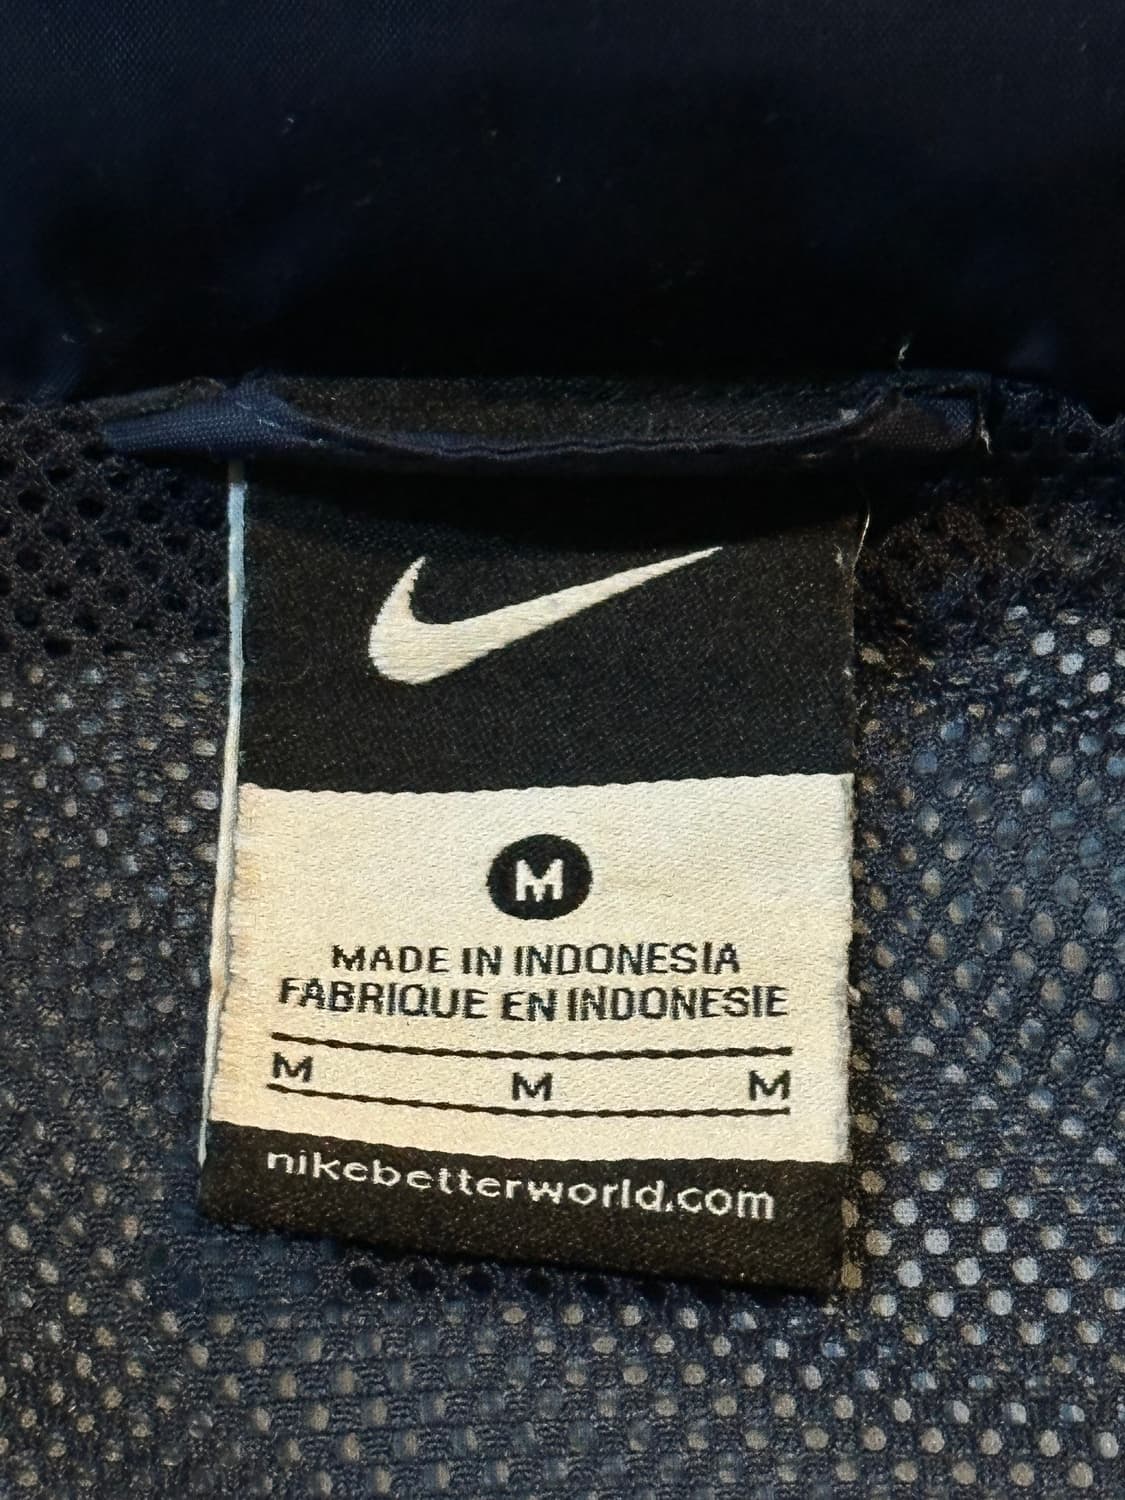 M
MADE IN INDONESIA
FABRIQUE EN INDONESIE
M M M
nikebetterworld.com